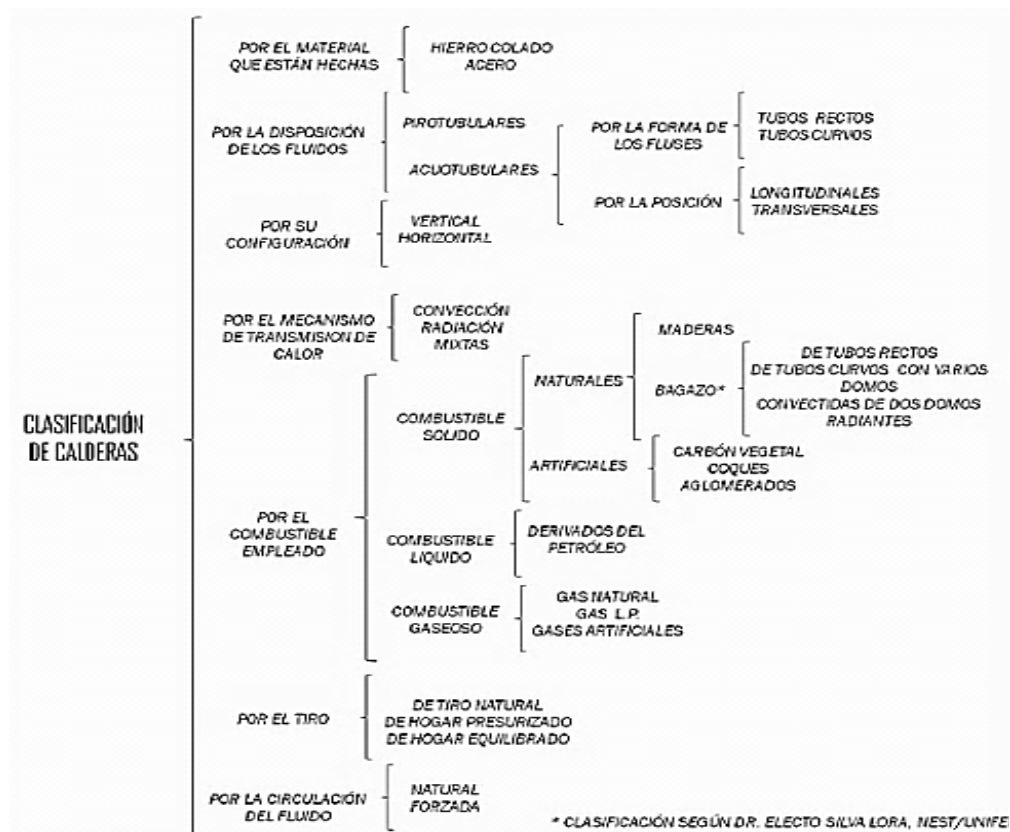 CLASIFICACIÓN
DE CALDERAS
POR EL MATERIAL
QUE ESTÁN HECHAS
HIERRO COLADO
ACERO
POR LA DISPOSICIÓN
DE LOS FLUIDOS
PIROTUBULARES
ACUOTUBULARES
POR LA FORMA DE
LOS FLUSES
TUBOS RECTOS
TUBOS CURVOS
POR LA POSICIÓN
LONGITUDINALES
TRANSVERSALES
POR SU
CONFIGURACIÓN
VERTICAL
HORIZONTAL
POR EL MECANISMO
DE TRANSMISION DE
CALOR
CONVECCIÓN
RADIACIÓN
MIXTAS
POR EL
COMBUSTIBLE
EMPLEADO
COMBUSTIBLE
SOLIDO
NATURALES
MADERAS
BAGAZO*
DE TUBOS RECTOS
DE TUBOS CURVOS CON VARIOS
DOMOS
CONVECTIDAS DE DOS DOMOS
RADIANTES
ARTIFICIALES
CARBÓN VEGETAL
COQUES
AGLOMERADOS
COMBUSTIBLE
LIQUIDO
DERIVADOS DEL
PETRÓLEO
COMBUSTIBLE
GASEOSO
GAS NATURAL
GAS L.P.
GASES ARTIFICIALES
POR EL TIRO
DE TIRO NATURAL
DE HOGAR PRESURIZADO
DE HOGAR EQUILIBRADO
POR LA CIRCULACIÓN
DEL FLUIDO
NATURAL
FORZADA
* CLASIFICACIÓN SEGÚN DR. ELECTO SILVA LORA, NEST/UNIFEI